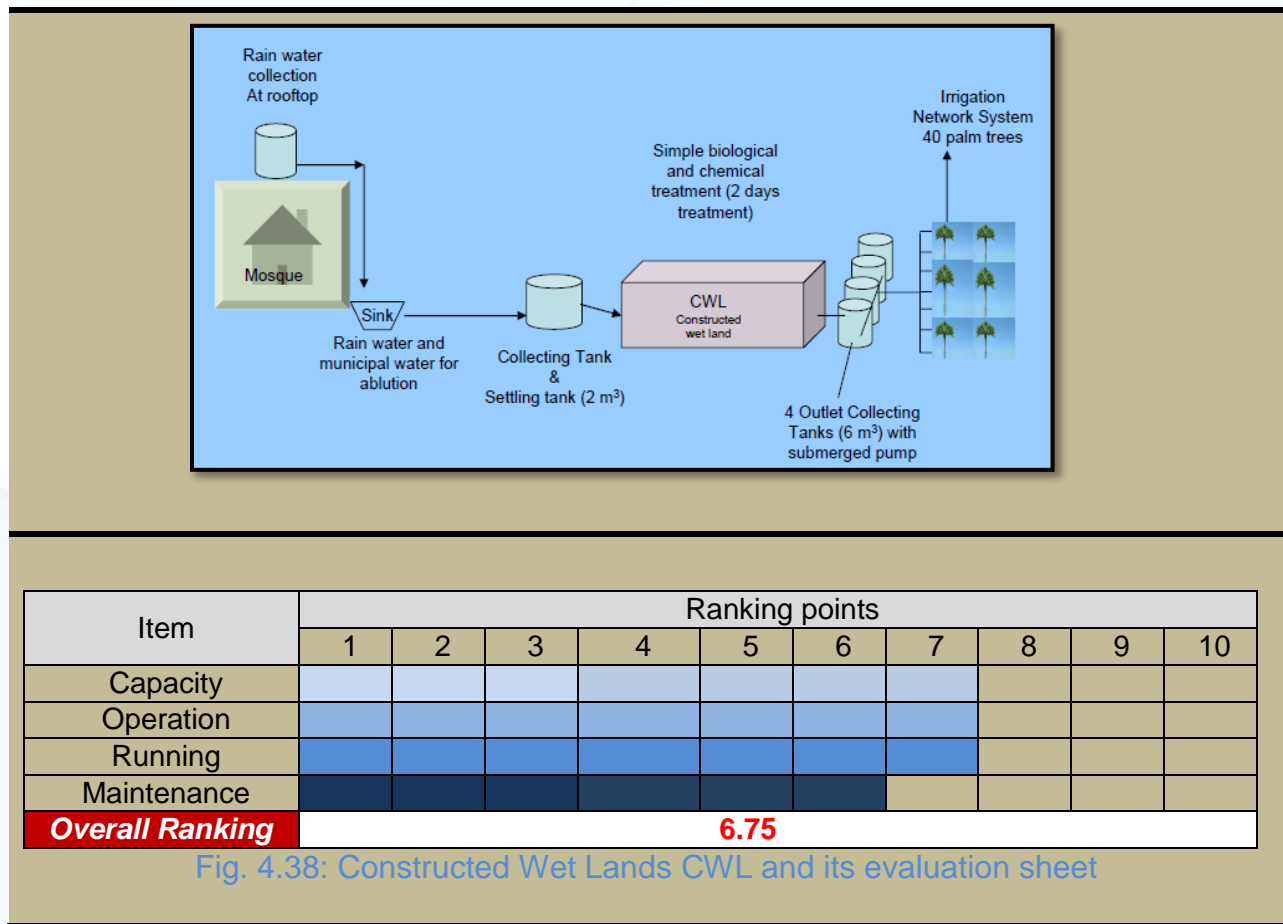 Rain water
collection
At rooftop
Mosque
Sink
Rain water and
municipal water for
ablution
Collecting Tank
&
Settling tank (2 m³)
Simple biological
and chemical
treatment (2 days
treatment)
CWL
Constructed
wet land
4 Outlet Collecting
Tanks (6 m³) with
submerged pump
Irrigation
Network System
40 palm trees
Item Ranking points
1 2 3 4 5 6 7 8 9 10
Capacity
Operation
Running
Maintenance
Overall Ranking 6.75
Fig. 4.38: Constructed Wet Lands CWL and its evaluation sheet